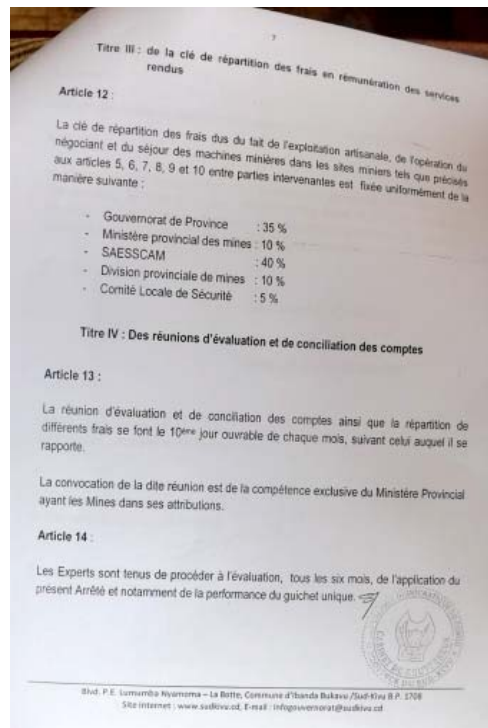 7
Titre III : de la clé de répartition des frais en rémunération des services
rendus
Article 12 :
La clé de répartition des frais dus du fait de l'exploitation artisanale, de l'opération du
négociant et du séjour des machines minières dans les sites miniers tels que précisés
aux articles 5, 6, 7, 8, 9 et 10 entre parties intervenantes est fixée uniformément de la
manière suivante :
- Gouvernorat de Province : 35 %
- Ministère provincial des mines : 10 %
- SAESSCAM : 40 %
- Division provinciale de mines : 10 %
- Comité Locale de Sécurité : 5 %
Titre IV : Des réunions d'évaluation et de conciliation des comptes
Article 13 :
La réunion d'évaluation et de conciliation des comptes ainsi que la répartition de
différents frais se font le 10ème jour ouvrable de chaque mois, suivant celui auquel il se
rapporte.
La convocation de la dite réunion est de la compétence exclusive du Ministère Provincial
ayant les Mines dans ses attributions.
Article 14 :
Les Experts sont tenus de procéder à l'évaluation, tous les six mois, de l'application du
présent Arrêté et notamment de la performance du guichet unique.
Blvd. P.E. Lumumba Nyamoma – La Botte, Commune d'Ibanda Bukavu /Sud-Kivu B.P. 1708
Site internet : www.sudkivu.cd, E-mail : infogouvernorat@sudkivu.cd